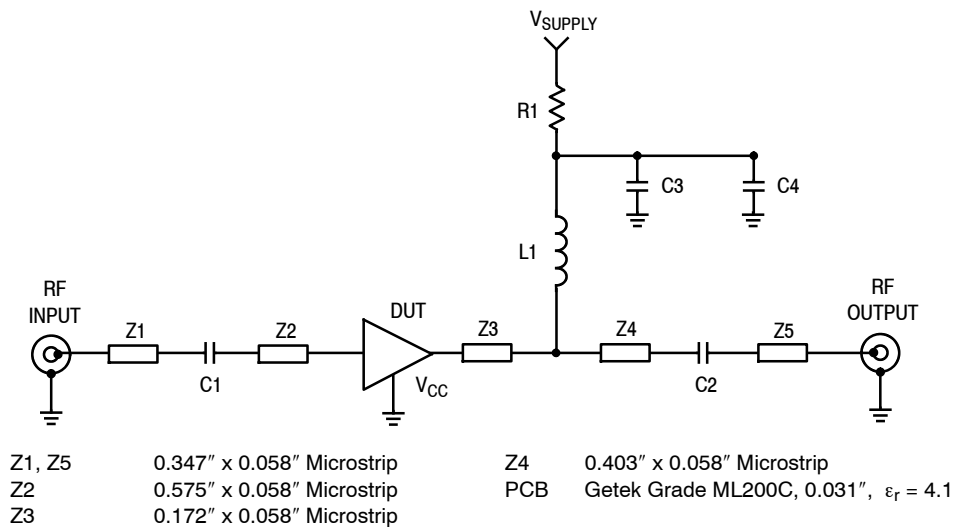 VSUPPLY
R1
C3
C4
L1
RF
INPUT
RF
OUTPUT
Z1
Z2
DUT
Z3
Z4
Z5
C1
VCC
C2
Z1, Z5 0.347″ x 0.058″ Microstrip
Z2 0.575″ x 0.058″ Microstrip
Z3 0.172″ x 0.058″ Microstrip
Z4 0.403″ x 0.058″ Microstrip
PCB Getek Grade ML200C, 0.031″, εr = 4.1